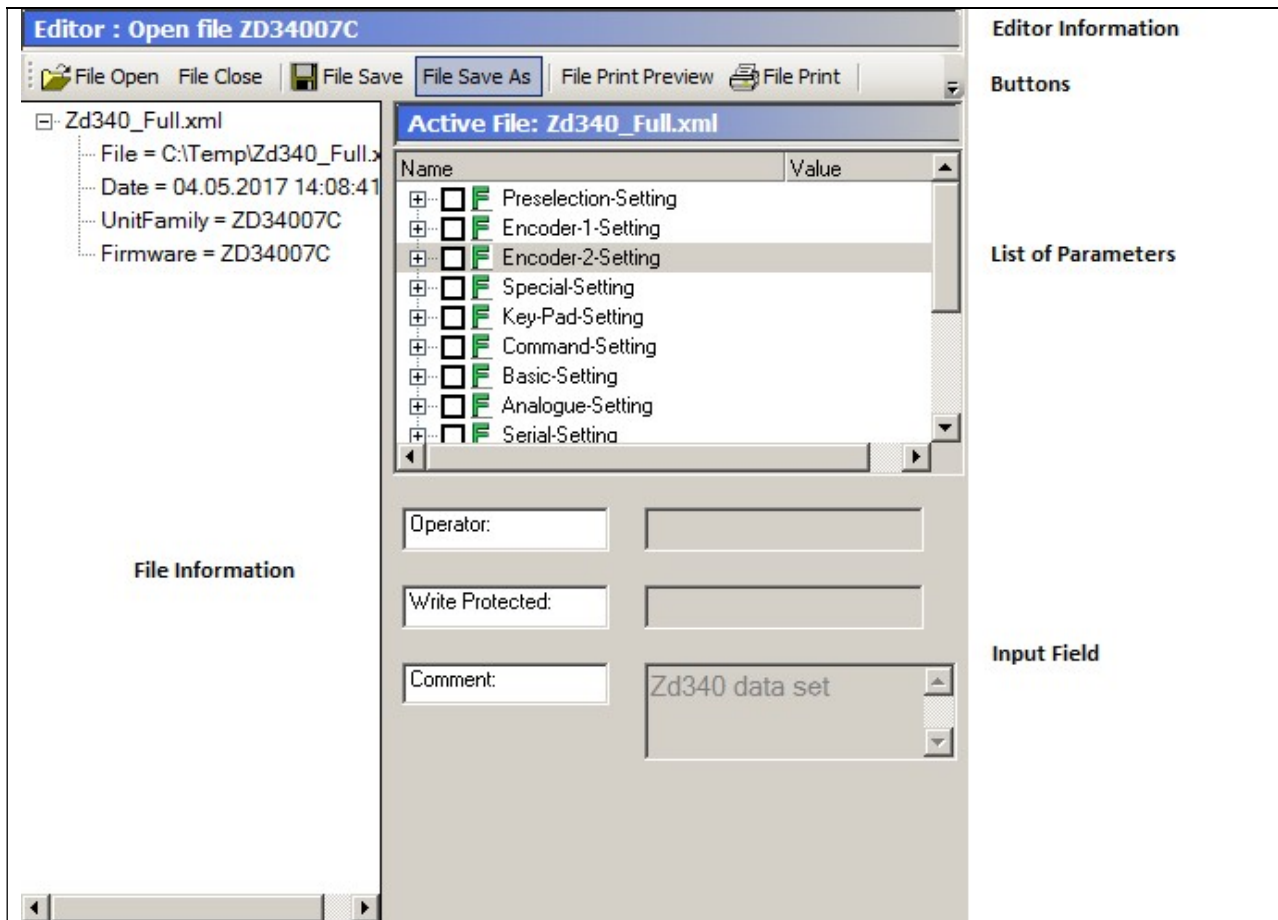 Editor : Open file ZD34007C
Editor Information
File Open File Close File Save File Save As File Print Preview File Print
Buttons
Zd340_Full.xml
File = C:\Temp\Zd340_Full.x
Date = 04.05.2017 14:08:41
UnitFamily = ZD34007C
Firmware = ZD34007C
Active File: Zd340_Full.xml
Name Value
Preselection-Setting
Encoder-1-Setting
Encoder-2-Setting
Special-Setting
Key-Pad-Setting
Command-Setting
Basic-Setting
Analogue-Setting
Serial-Setting
List of Parameters
File Information
Operator:
Write Protected:
Comment:
Zd340 data set
Input Field